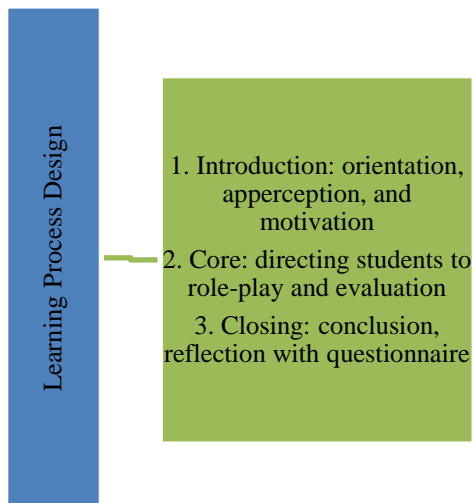 Learning Process Design
1. Introduction: orientation,
apperception, and
motivation
2. Core: directing students to
role-play and evaluation
3. Closing: conclusion,
reflection with questionnaire